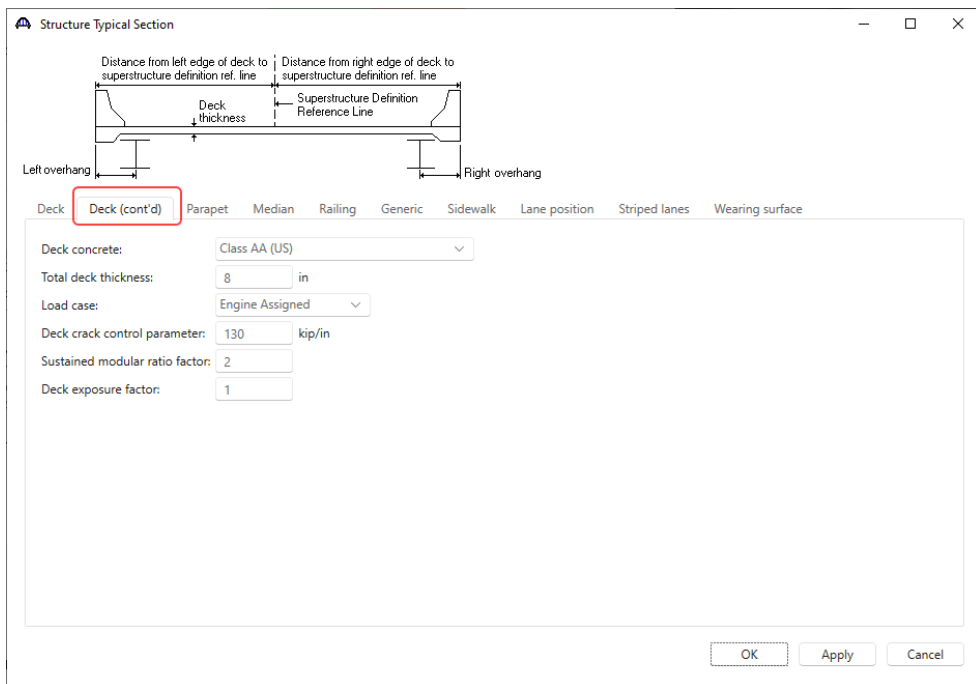 Structure Typical Section
Distance from left edge of deck to
superstructure definition ref. line
Distance from right edge of deck to
superstructure definition ref. line
Deck
thickness
Superstructure Definition
Reference Line
Left overhang
Right overhang
Deck Deck (cont'd) Parapet Median Railing Generic Sidewalk Lane position Striped lanes Wearing surface
Deck concrete: Class AA (US)
Total deck thickness: 8 in
Load case: Engine Assigned
Deck crack control parameter: 130 kip/in
Sustained modular ratio factor: 2
Deck exposure factor: 1
OK Apply Cancel